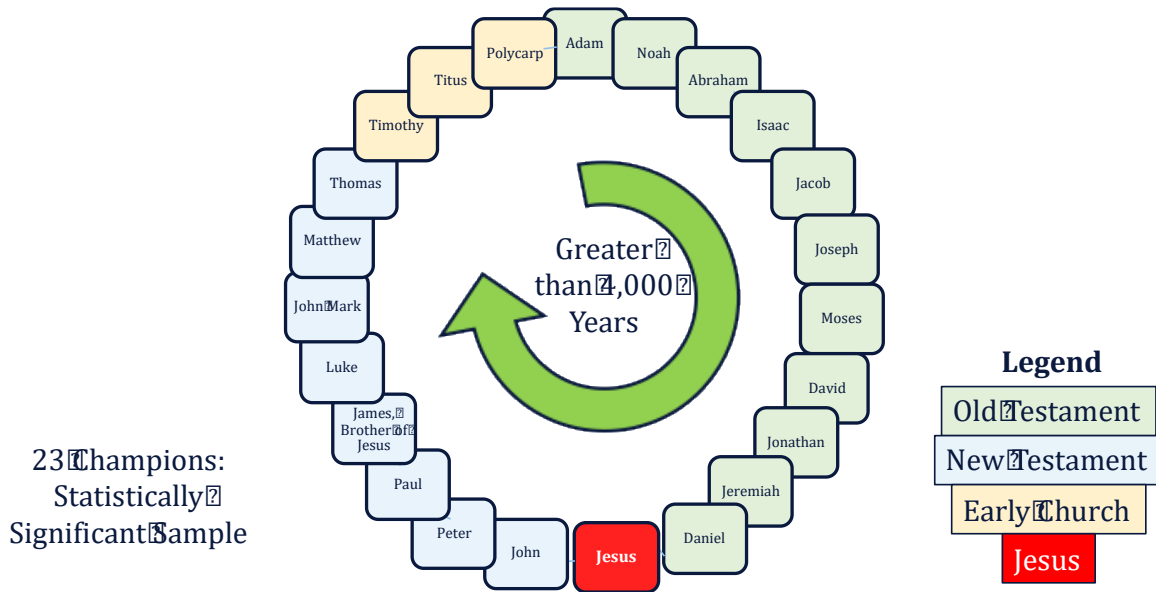 Adam
Noah
Abraham
Isaac
Jacob
Joseph
Moses
David
Jonathan
Jeremiah
Daniel
Jesus
John
Peter
Paul
James,⍰
Brother⍰of⍰
Jesus
Luke
John⍰Mark
Matthew
Thomas
Timothy
Titus
Polycarp
Greater⍰
than⍰4,000⍰
Years
23⍰Champions:
Statistically⍰
Significant⍰Sample
Legend
Old⍰Testament
New⍰Testament
Early⍰Church
Jesus